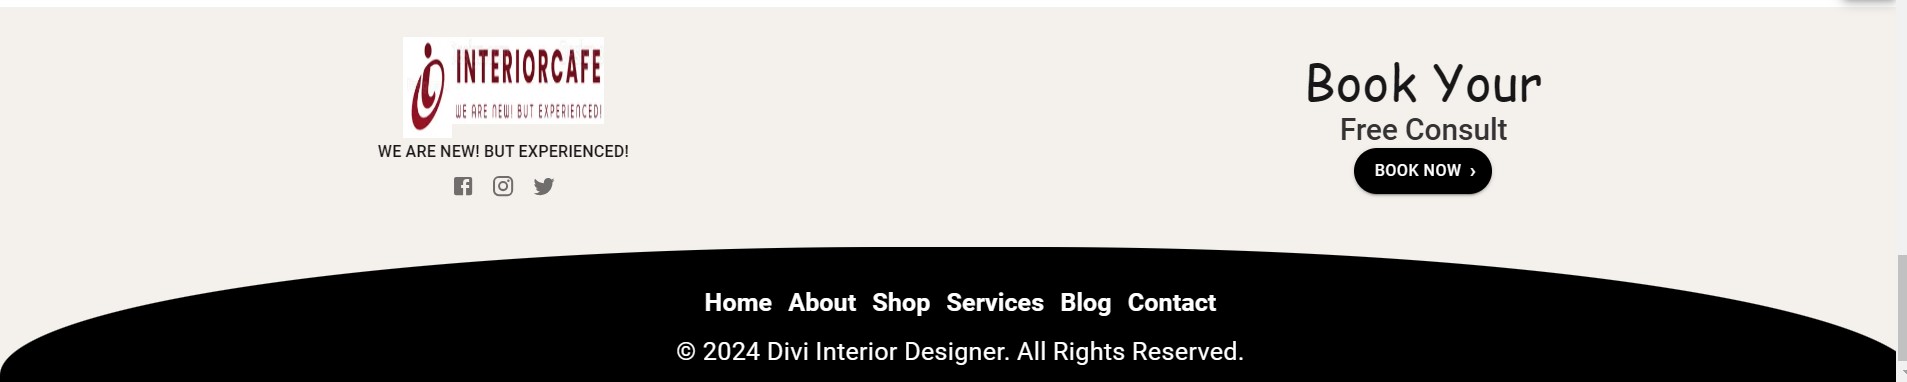 INTERIORCAFE
WE ARE NEW! BUT EXPERIENCED!
WE ARE NEW! BUT EXPERIENCED!
Book Your
Free Consult
BOOK NOW ›
Home About Shop Services Blog Contact
© 2024 Divi Interior Designer. All Rights Reserved.